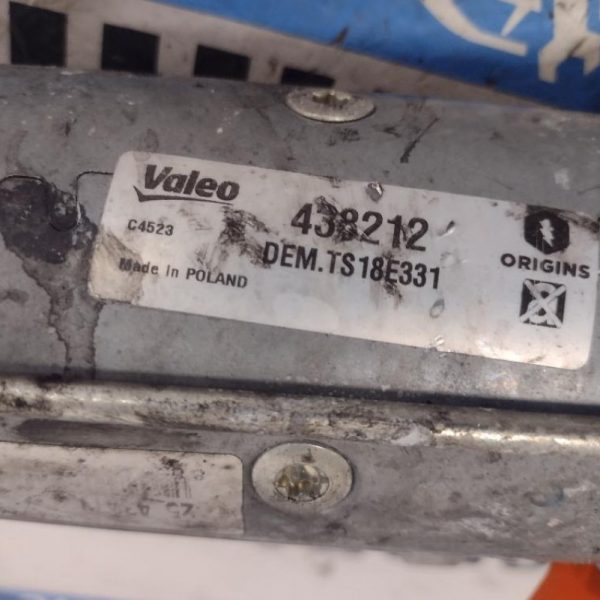 Valeo
438212
C4523
DEM.TS18E331
Made in POLAND
ORIGINS